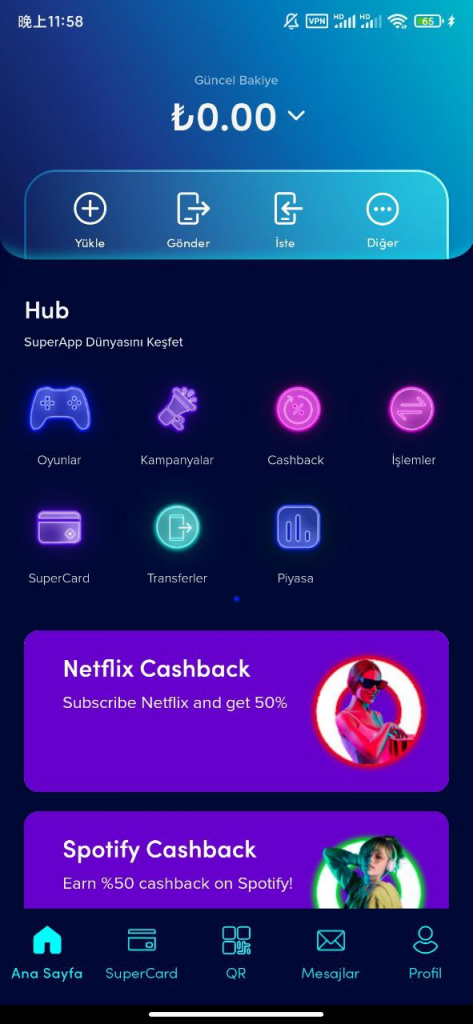 晚上11:58
VPN HD HD 65
Güncel Bakiye
₺0.00
Yükle Gönder İste Diğer
Hub
SuperApp Dünyasını Keşfet
Oyunlar Kampanyalar Cashback İşlemler
SuperCard Transferler Piyasa
Netflix Cashback
Subscribe Netflix and get 50%
Spotify Cashback
Earn %50 cashback on Spotify!
Ana Sayfa SuperCard QR Mesajlar Profil